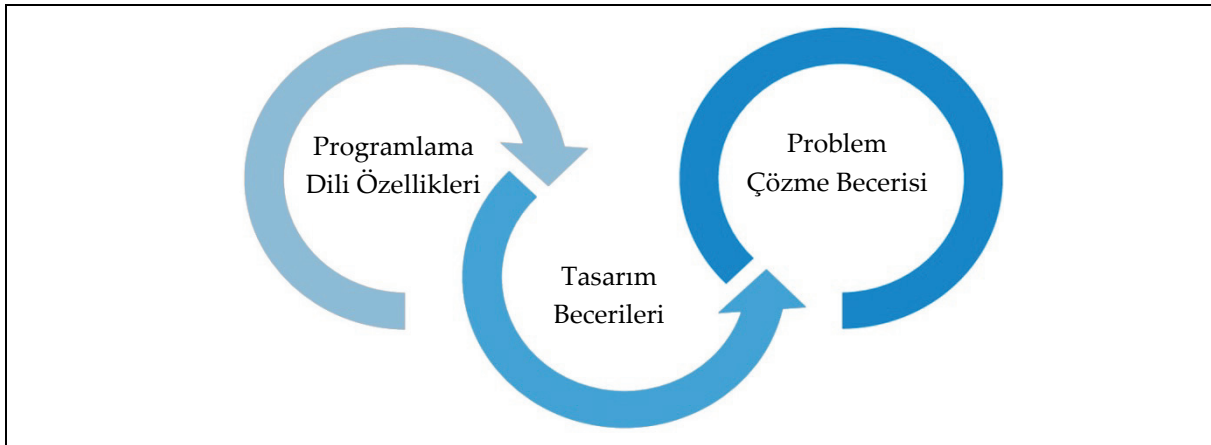 Programlama
Dili Özellikleri
Tasarım
Becerileri
Problem
Çözme Becerisi